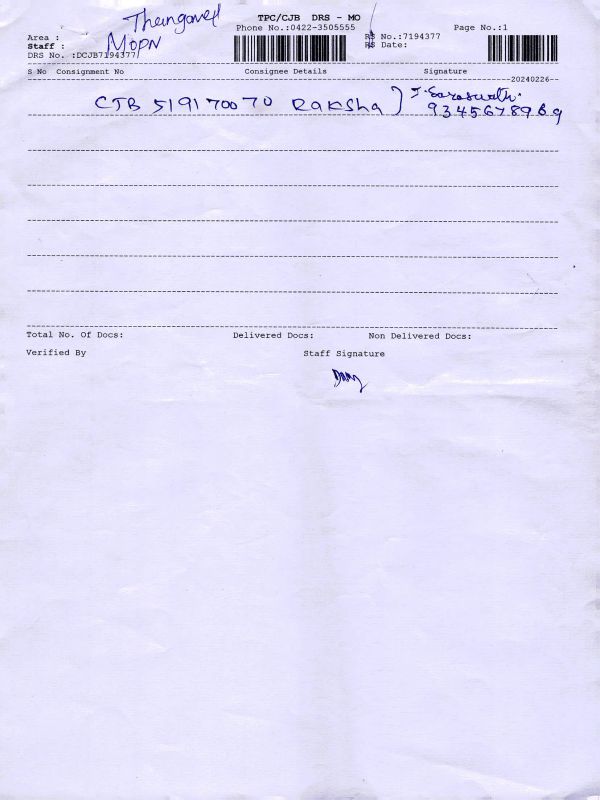 Theingavel
TPC/CJB DRS - MO
Phone No.:0422-3505555
Page No.:1
Area :
Staff : MOPN
RS No.:7194377
RS Date:
DRS No. :DCJB7194377
S No Consignment No Consignee Details Signature
20240226
CJB 519170070 Raksha } J. Saraswathi.
9345678969
Total No. Of Docs: Delivered Docs: Non Delivered Docs:
Verified By Staff Signature